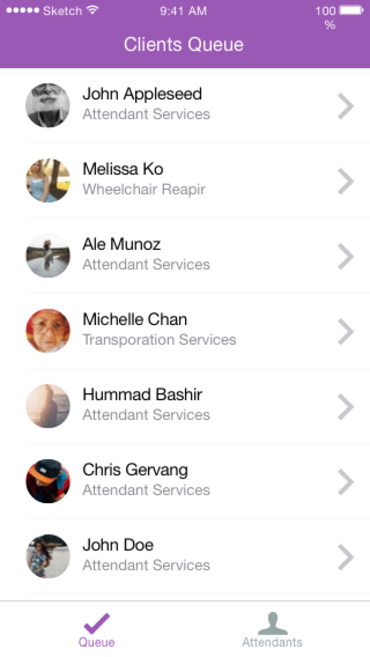 Sketch 9:41 AM 100
%
Clients Queue
John Appleseed
Attendant Services
Melissa Ko
Wheelchair Reapir
Ale Munoz
Attendant Services
Michelle Chan
Transporation Services
Hummad Bashir
Attendant Services
Chris Gervang
Attendant Services
John Doe
Attendant Services
Queue Attendants